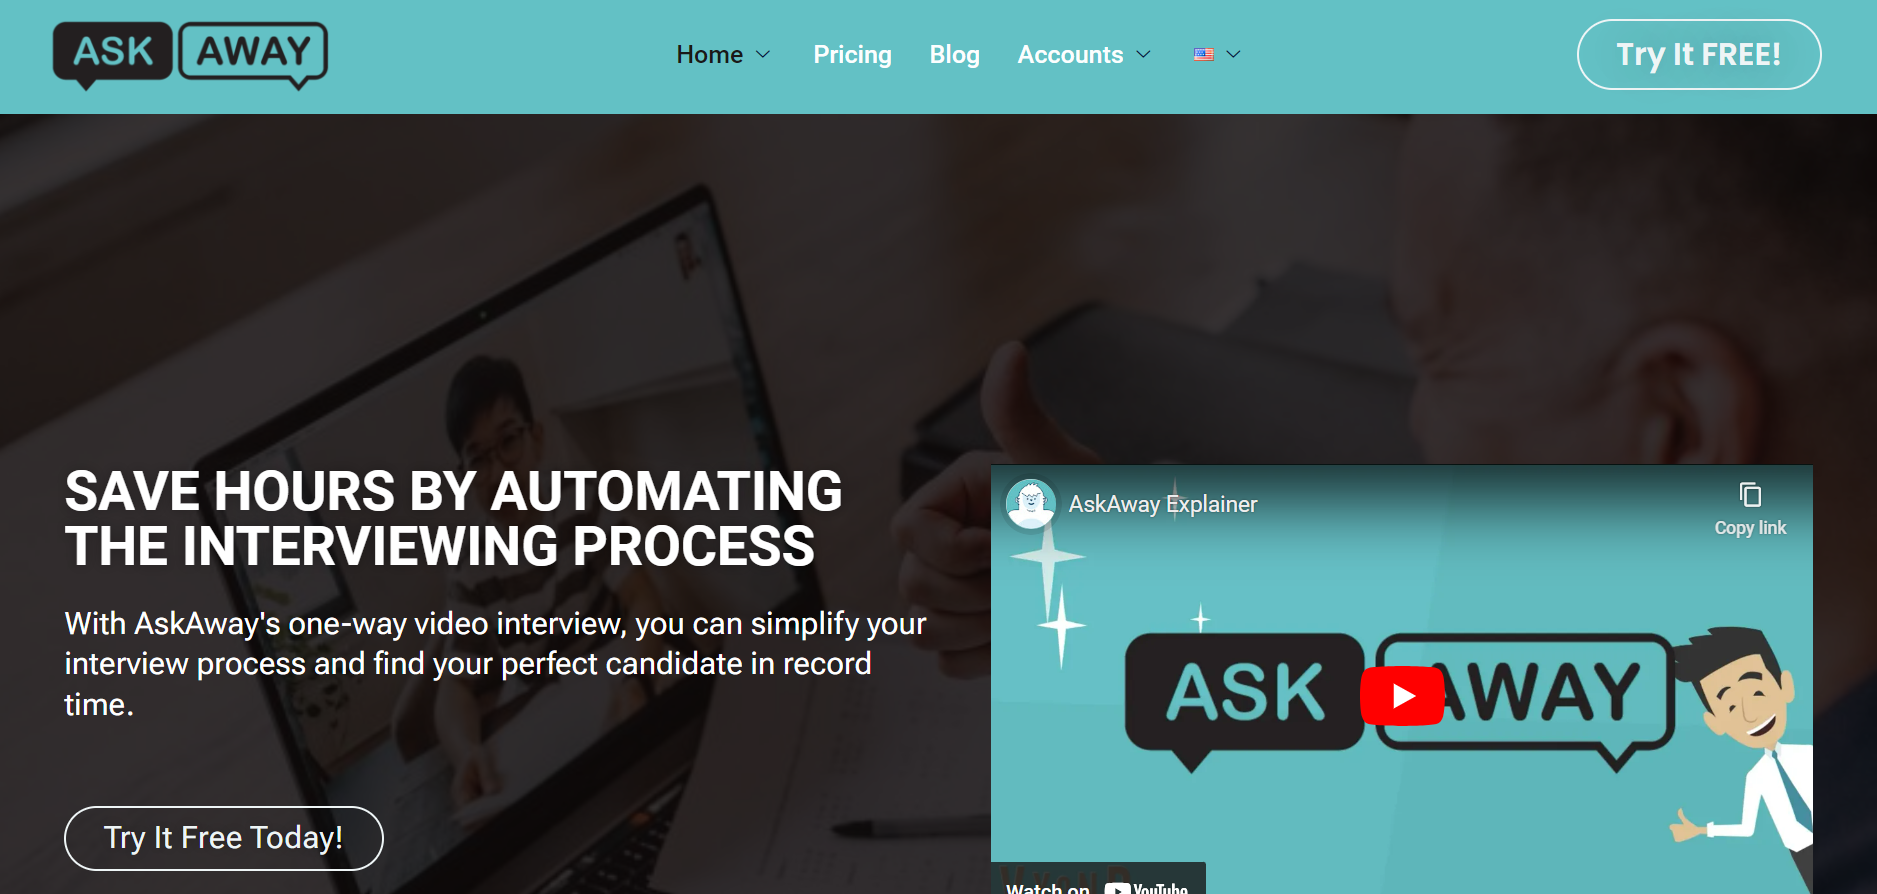 ASK AWAY
Home
Pricing
Blog
Accounts
Try It FREE!
SAVE HOURS BY AUTOMATING
THE INTERVIEWING PROCESS
With AskAway's one-way video interview, you can simplify your
interview process and find your perfect candidate in record
time.
Try It Free Today!
AskAway Explainer
Copy link
ASK AWAY
Watch on YouTube